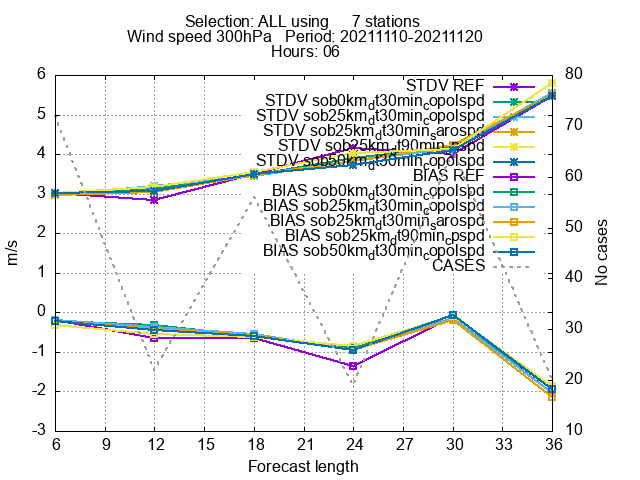 Selection: ALL using 7 stations
Wind speed 300hPa Period: 20211110-20211120
Hours: 06
STDV REF
STDV sob0km_dt30min_copolspd
STDV sob25km_dt30min_copolspd
STDV sob25km_dt30min_sarospd
STDV sob25km_dt90min_cpspd
STDV sob50km_dt30min_copolspd
BIAS REF
BIAS sob0km_dt30min_copolspd
BIAS sob25km_dt30min_copolspd
BIAS sob25km_dt30min_sarospd
BIAS sob25km_dt90min_cpspd
BIAS sob50km_dt30min_copolspd
CASES
6
5
4
3
2
1
0
-1
-2
-3
m/s
80
70
60
50
40
30
20
10
No cases
6 9 12 15 18 21 24 27 30 33 36
Forecast length